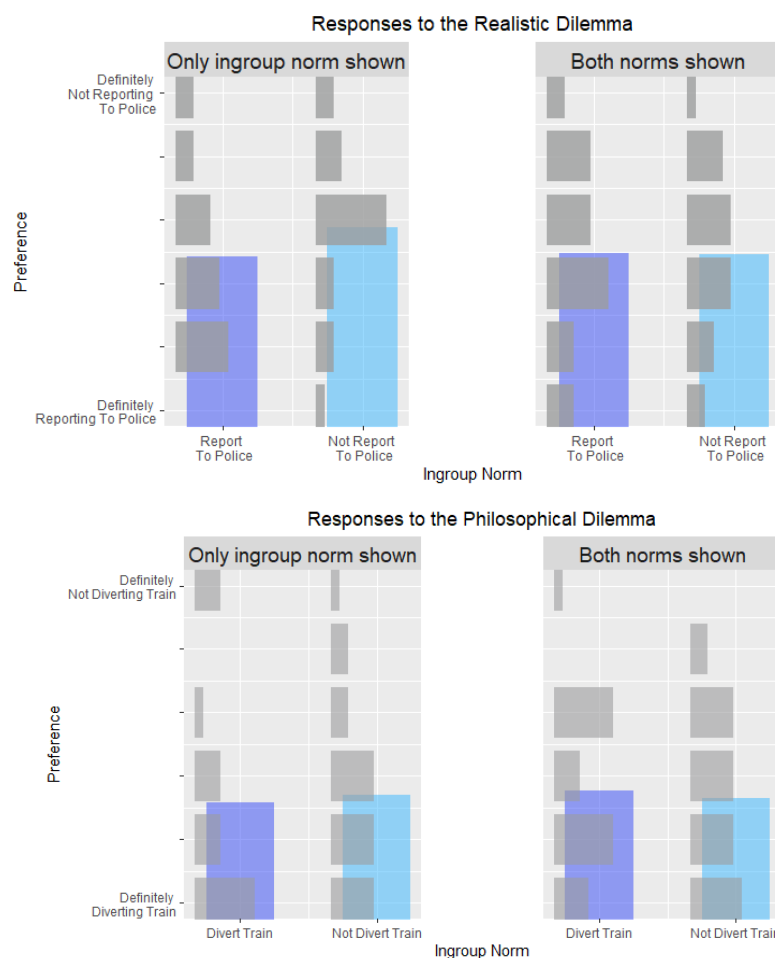 Responses to the Realistic Dilemma
Only ingroup norm shown
Both norms shown
Definitely
Not Reporting
To Police
Preference
Definitely
Reporting To Police
Report
To Police
Not Report
To Police
Report
To Police
Not Report
To Police
Ingroup Norm
Responses to the Philosophical Dilemma
Only ingroup norm shown
Both norms shown
Definitely
Not Diverting Train
Preference
Definitely
Diverting Train
Divert Train
Not Divert Train
Divert Train
Not Divert Train
Ingroup Norm